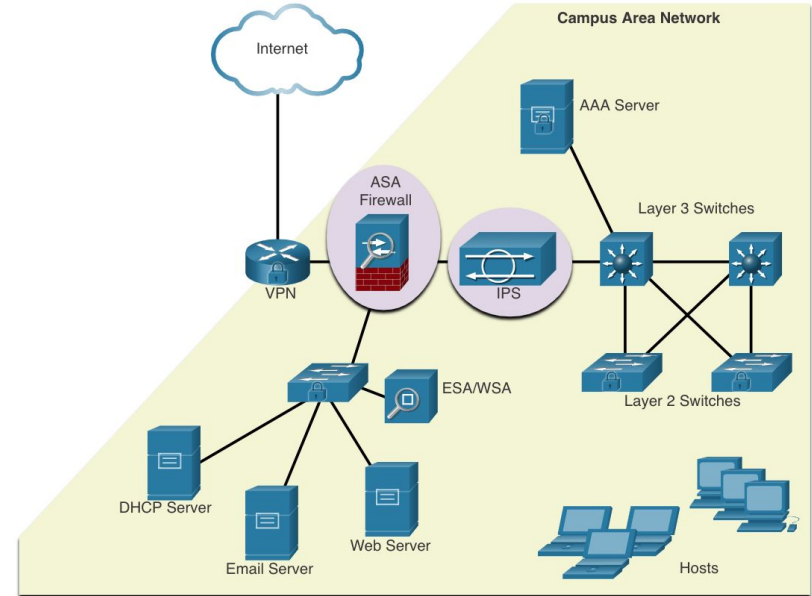 Campus Area Network
Internet
AAA Server
ASA
Firewall
Layer 3 Switches
VPN
IPS
ESA/WSA
Layer 2 Switches
DHCP Server
Web Server
Email Server
Hosts